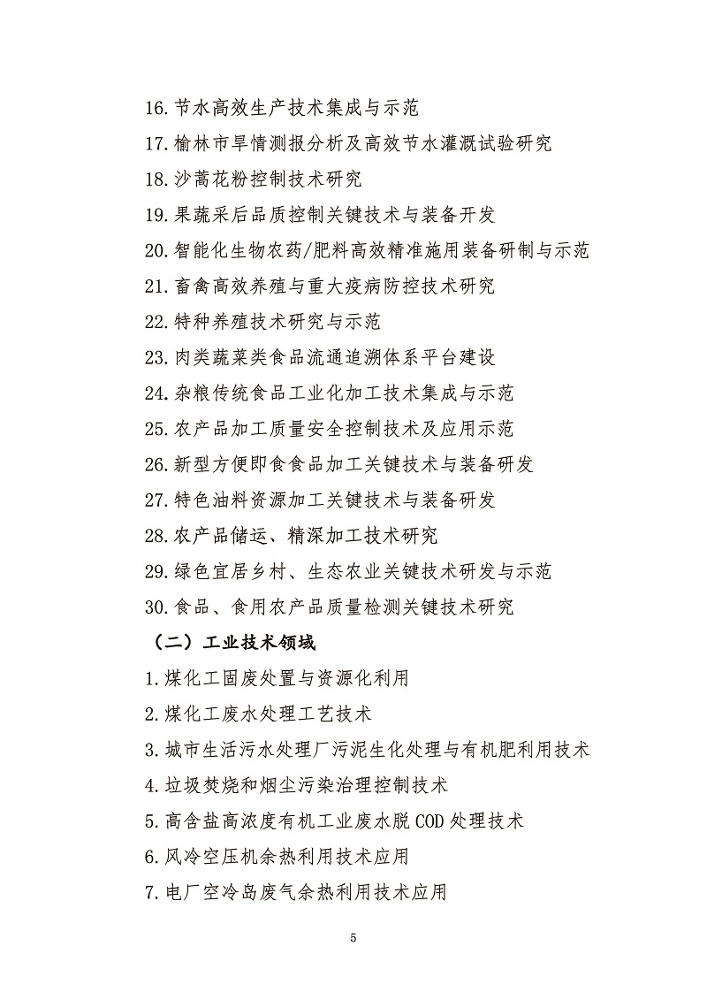 16.节水高效生产技术集成与示范
17.榆林市旱情测报分析及高效节水灌溉试验研究
18.沙蒿花粉控制技术研究
19.果蔬采后品质控制关键技术与装备开发
20.智能化生物农药/肥料高效精准施用装备研制与示范
21.畜禽高效养殖与重大疫病防控技术研究
22.特种养殖技术研究与示范
23.肉类蔬菜类食品流通追溯体系平台建设
24.杂粮传统食品工业化加工技术集成与示范
25.农产品加工质量安全控制技术及应用示范
26.新型方便即食食品加工关键技术与装备研发
27.特色油料资源加工关键技术与装备研发
28.农产品储运、精深加工技术研究
29.绿色宜居乡村、生态农业关键技术研发与示范
30.食品、食用农产品质量检测关键技术研究
（二）工业技术领域
1.煤化工固废处置与资源化利用
2.煤化工废水处理工艺技术
3.城市生活污水处理厂污泥生化处理与有机肥利用技术
4.垃圾焚烧和烟尘污染治理控制技术
5.高含盐高浓度有机工业废水脱 COD 处理技术
6.风冷空压机余热利用技术应用
7.电厂空冷岛废气余热利用技术应用
5